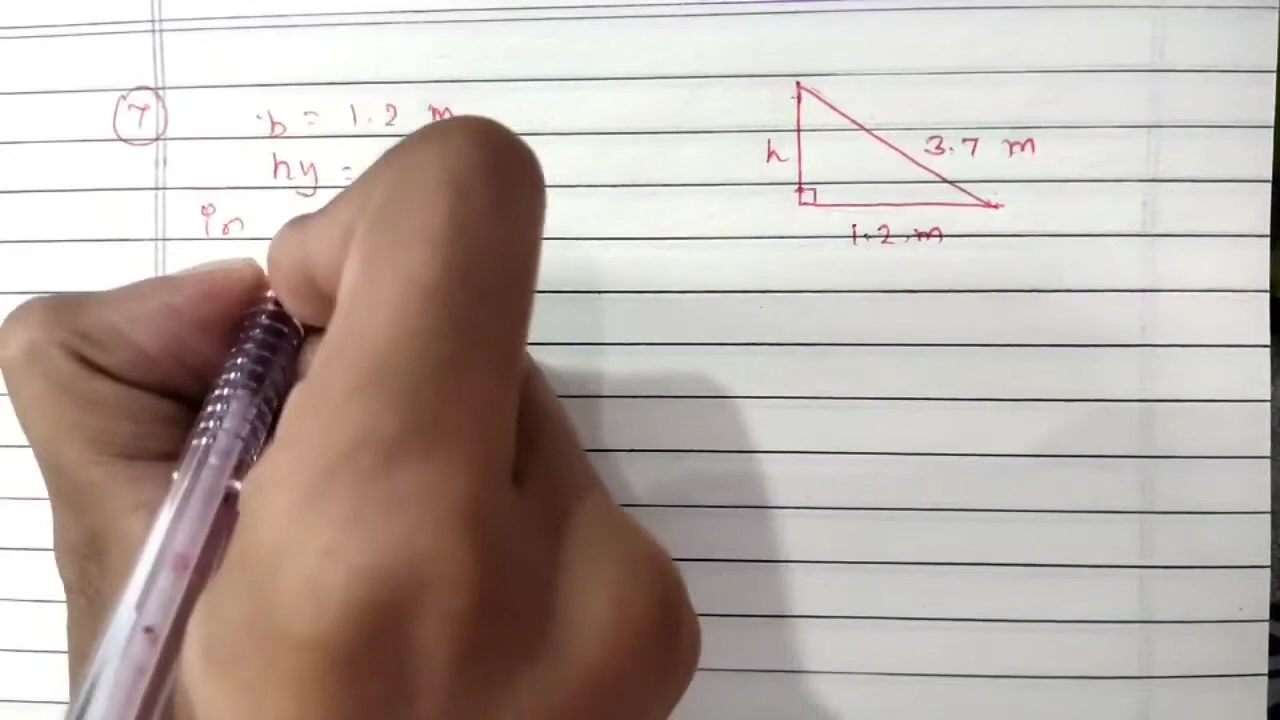 7
b = 1.2 m
hy =
in
h
3.7 m
1.2 m